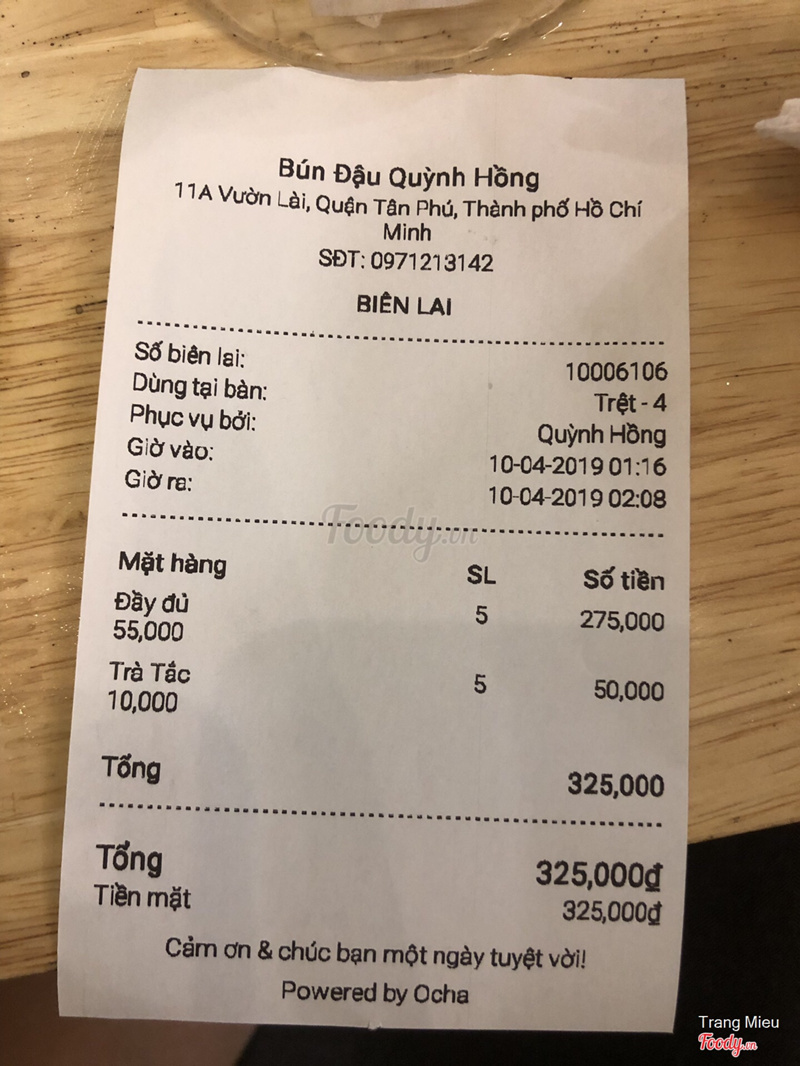 Bún Đậu Quỳnh Hồng
11A Vườn Lài, Quận Tân Phú, Thành phố Hồ Chí
Minh
SĐT: 0971213142
BIÊN LAI
Số biên lai: 10006106
Dùng tại bàn: Trệt - 4
Phục vụ bởi: Quỳnh Hồng
Giờ vào: 10-04-2019 01:16
Giờ ra: 10-04-2019 02:08
Foody.vn
Mặt hàng SL Số tiền
Đầy đủ 5 275,000
55,000
Trà Tắc 5 50,000
10,000
Tổng 325,000
Tổng 325,000₫
Tiền mặt 325,000₫
Cảm ơn & chúc bạn một ngày tuyệt vời!
Powered by Ocha
Trang Mieu
Foody.vn